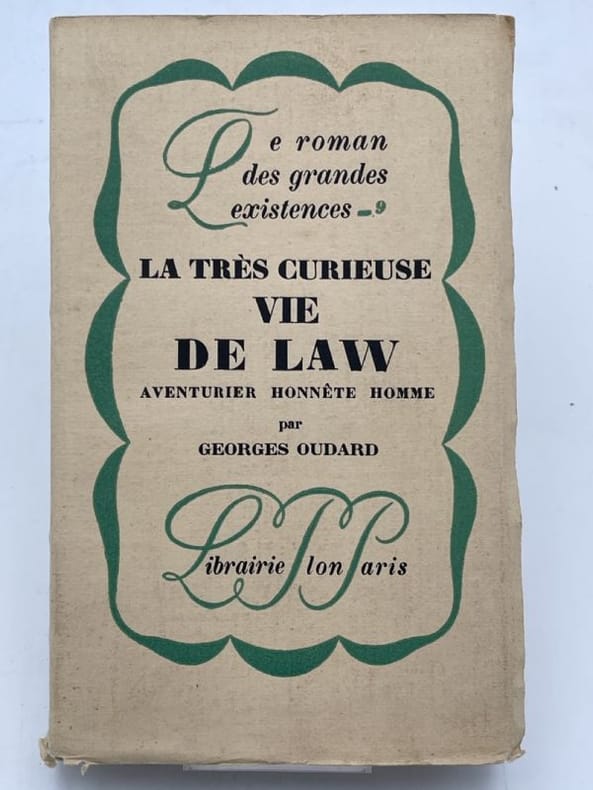 Le roman
des grandes
existences - 9
LA TRÈS CURIEUSE
VIE
DE LAW
AVENTURIER HONNÊTE HOMME
par
GEORGES OUDARD
Librairie Plon Paris